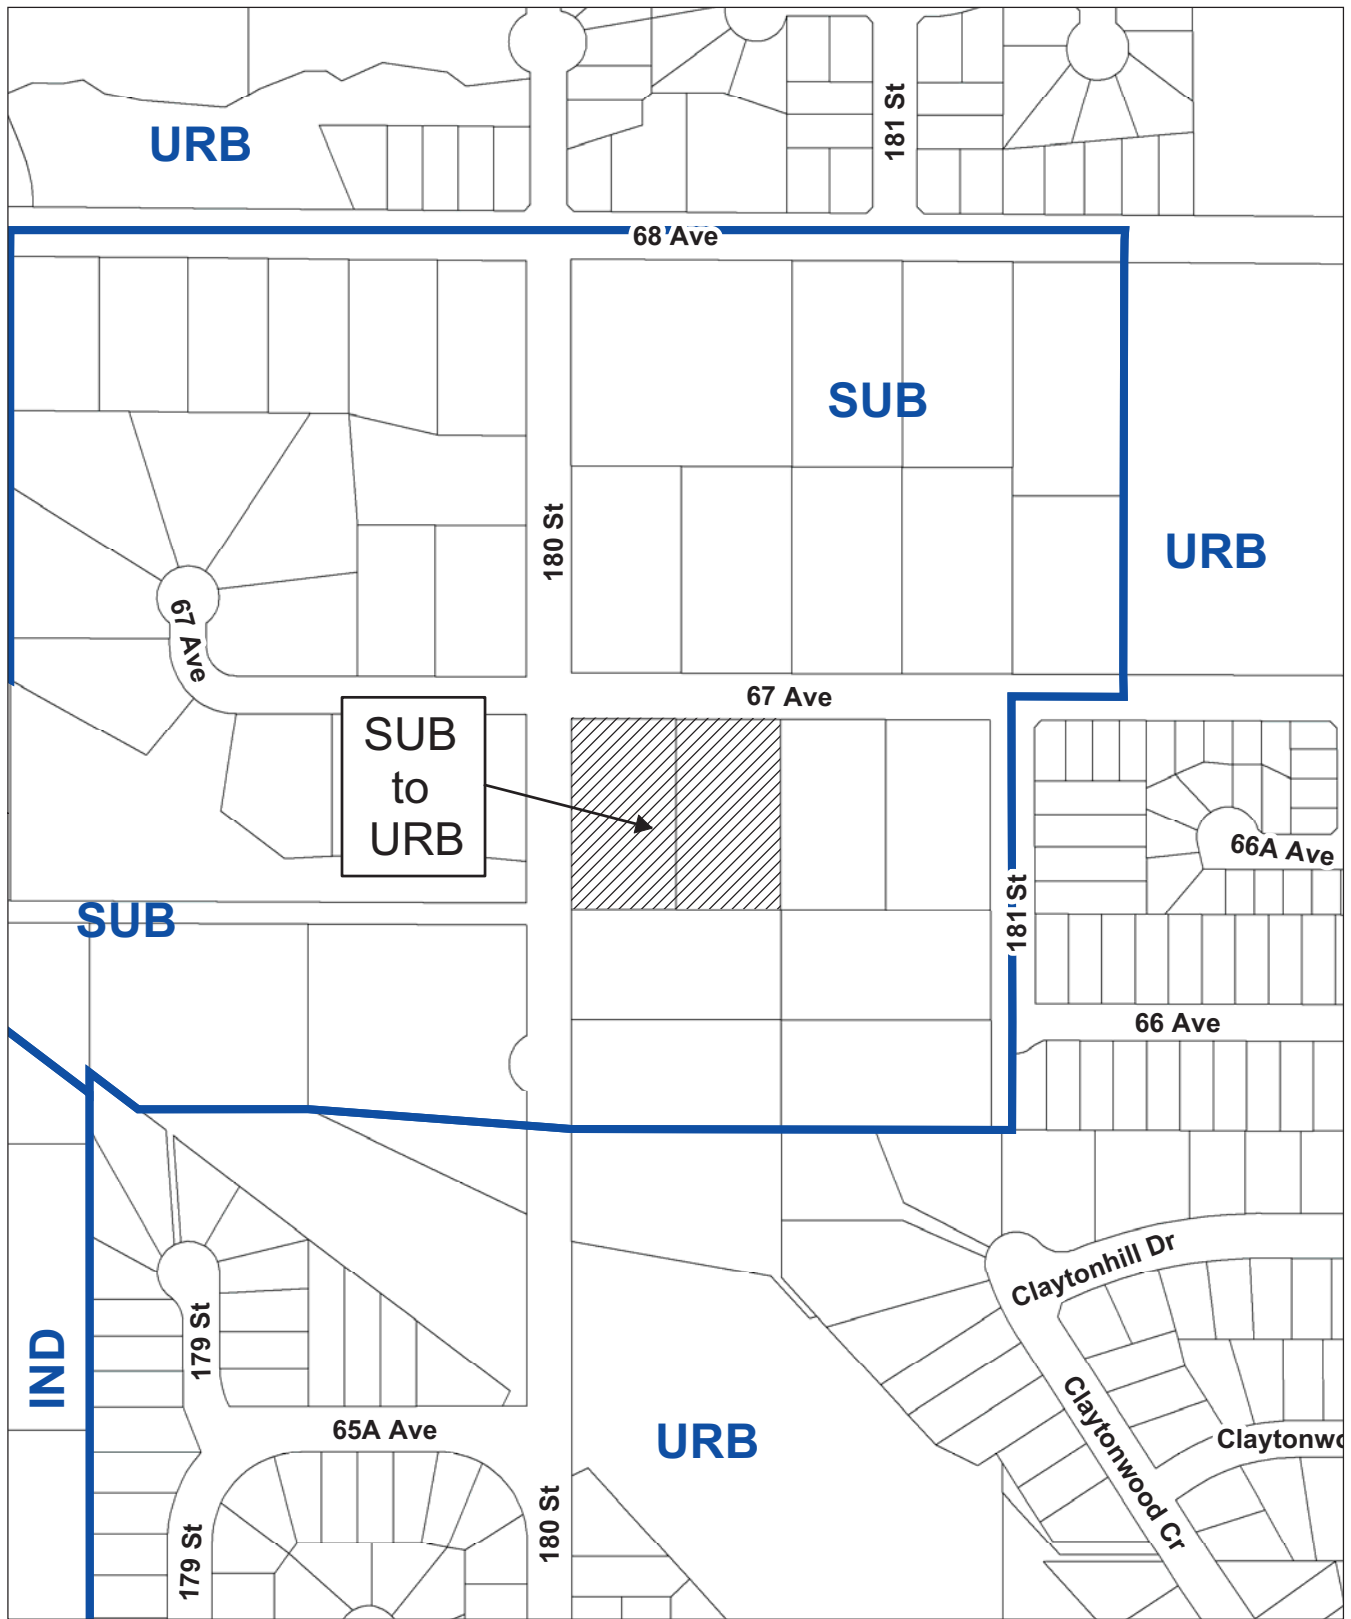 181 St
URB
68 Ave
SUB
180 St
URB
67 Ave
67 Ave
SUB
to
URB
66A Ave
181 St
SUB
66 Ave
Claytonhill Dr
179 St
IND
Claytonwood Cr
65A Ave
URB
Claytonwo
180 St
179 St